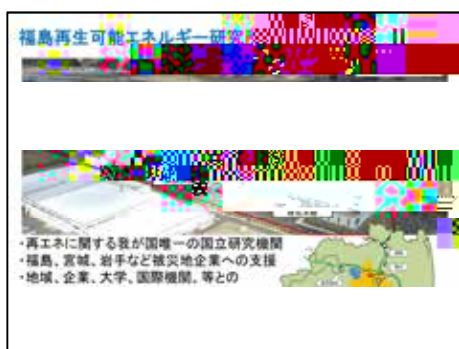 福島再生可能エネルギー研究
・再エネに関する我が国唯一の国立研究機関
・福島、宮城、岩手など被災地企業への支援
・地域、企業、大学、国際機関、等との